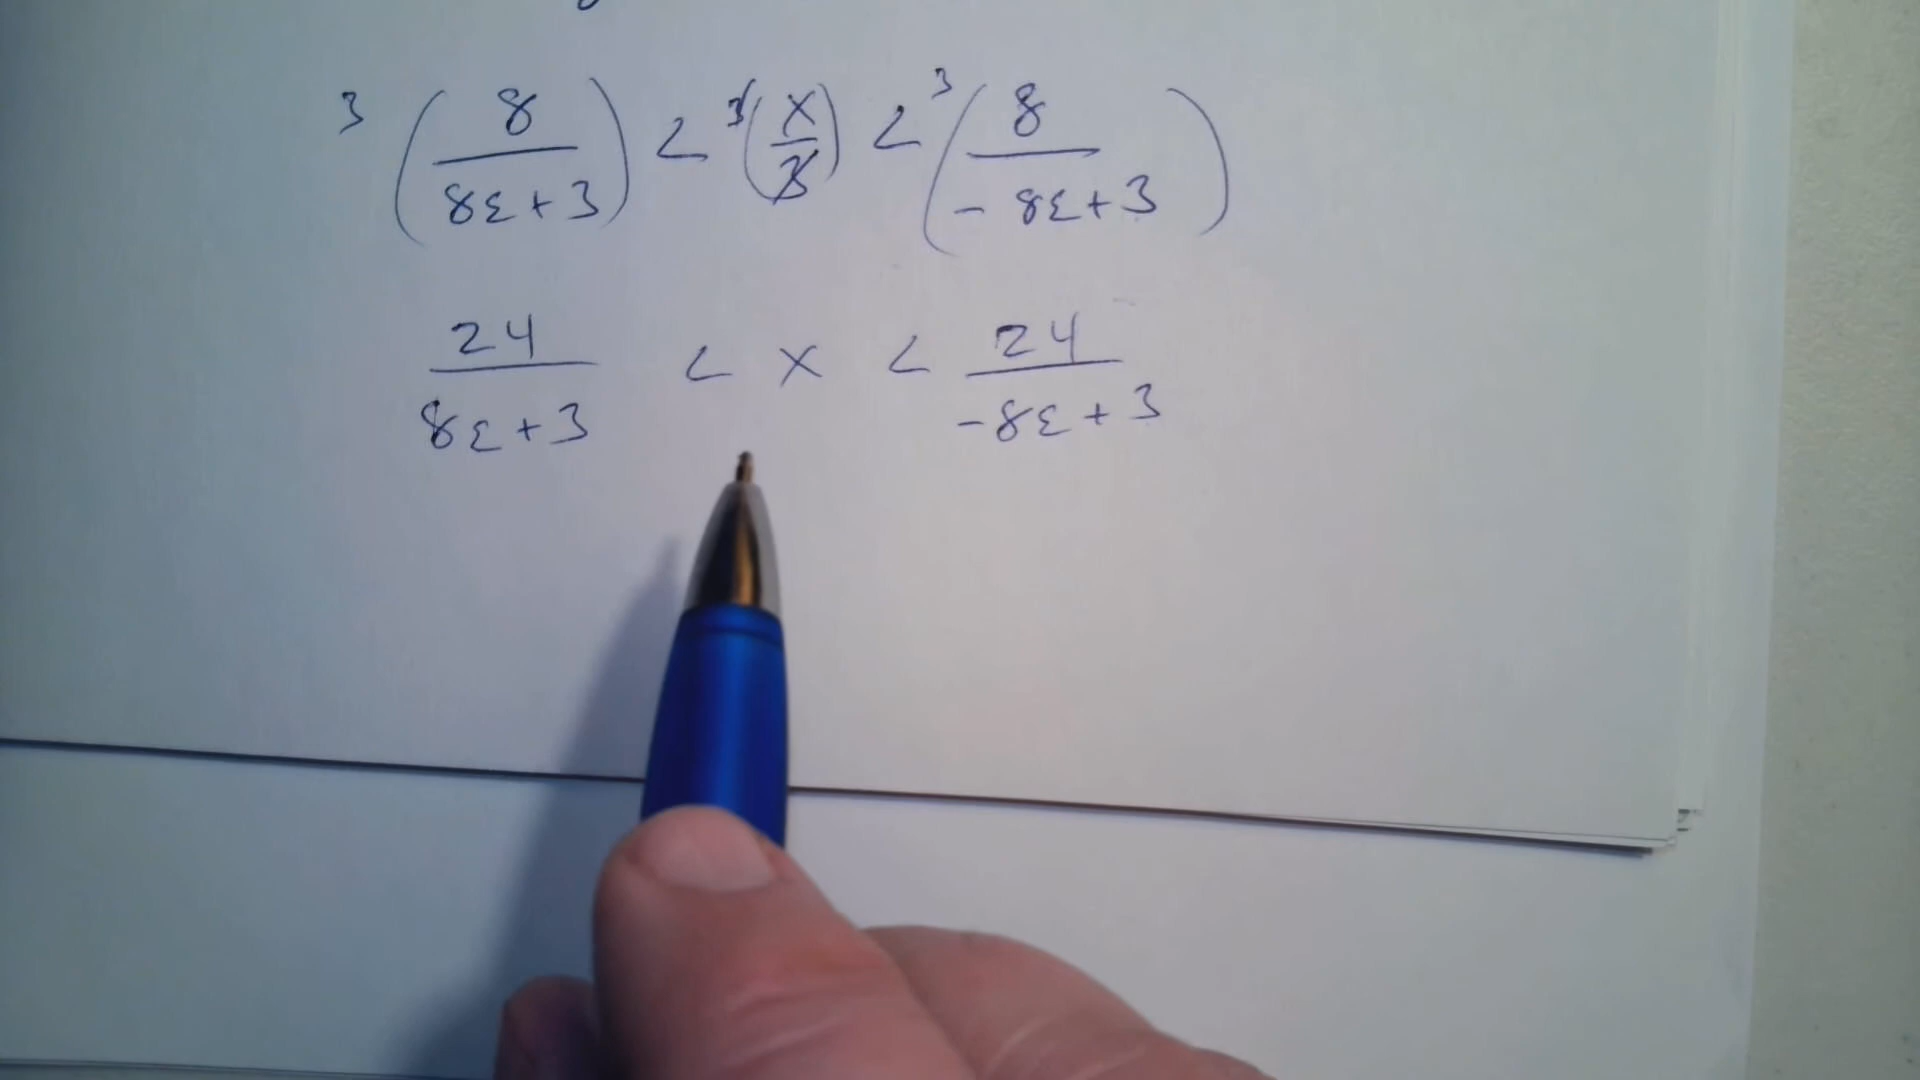 3 ( 8 / 8ε + 3 ) < 3 ( x / 3 ) < 3 ( 8 / - 8ε + 3 )
24 / 8ε + 3 < x < 24 / -8ε + 3